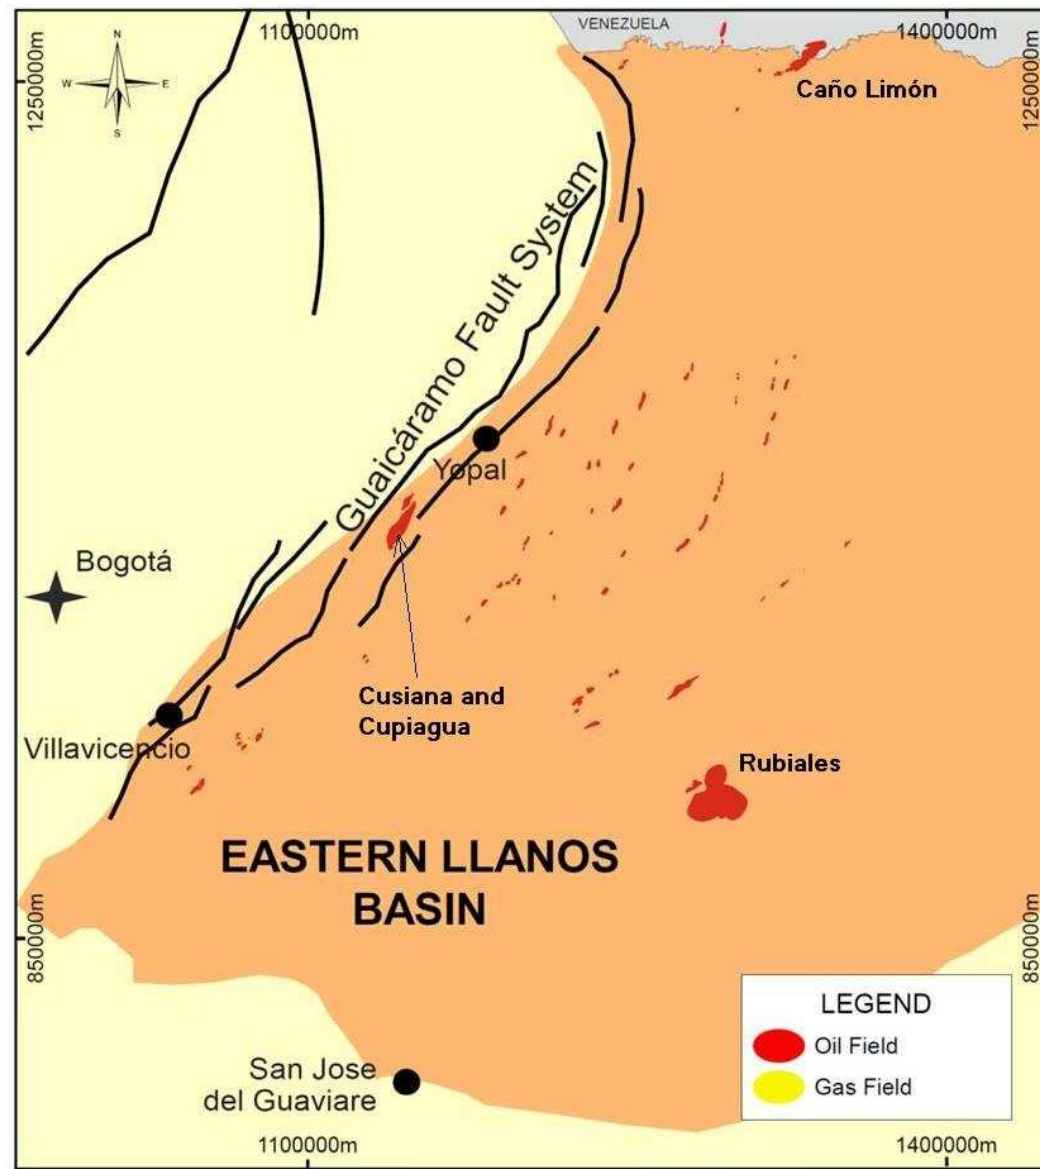 VENEZUELA
1100000m
1400000m
N
W
E
S
1250000m
1250000m
Caño Limón
Guaicáramo Fault System
Yopal
Bogotá
Cusiana and
Cupiagua
Villavicencio
Rubiales
EASTERN LLANOS
BASIN
850000m
850000m
LEGEND
Oil Field
Gas Field
San Jose
del Guaviare
1100000m
1400000m